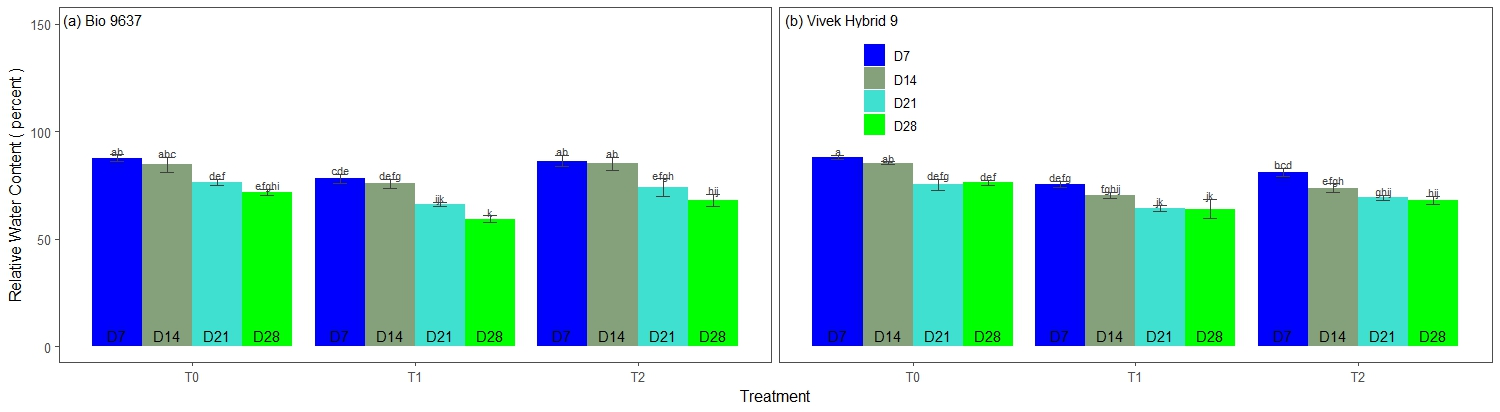 (a) Bio 9637
(b) Vivek Hybrid 9
150
100
50
0
Relative Water Content ( percent )
D7
D14
D21
D28
ab
abc
def
efghi
cde
defg
ijk
k
ab
ab
efgh
hij
a
ab
defg
def
defg
fghij
jk
jk
bcd
efgh
ghij
hij
D7 D14 D21 D28 D7 D14 D21 D28 D7 D14 D21 D28
D7 D14 D21 D28 D7 D14 D21 D28 D7 D14 D21 D28
T0 T1 T2
T0 T1 T2
Treatment